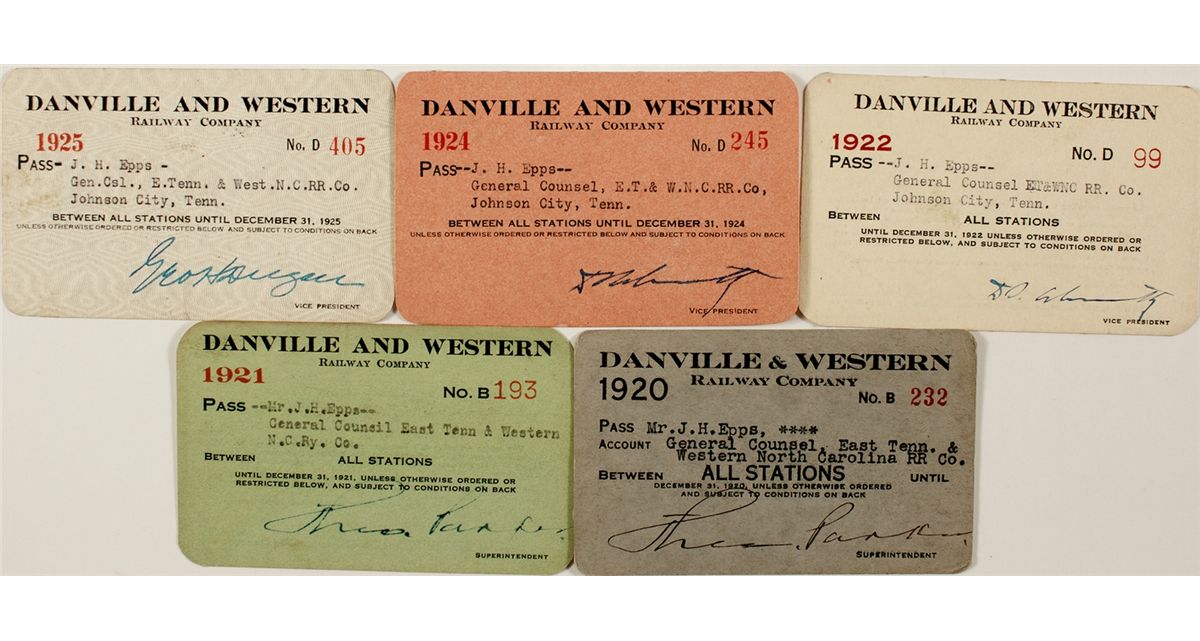 DANVILLE AND WESTERN
RAILWAY COMPANY
1925
No. D 405
PASS- J. H. Epps -
Gen.Csl., E.Tenn. & West.N.C.RR.Co.
Johnson City, Tenn.
BETWEEN ALL STATIONS UNTIL DECEMBER 31, 1925
UNLESS OTHERWISE ORDERED OR RESTRICTED BELOW AND SUBJECT TO CONDITIONS ON BACK
VICE PRESIDENT
DANVILLE AND WESTERN
RAILWAY COMPANY
1924
No. D 245
PASS--J. H. Epps--
General Counsel, E.T.& W.N.C.RR.Co,
Johnson City, Tenn.
BETWEEN ALL STATIONS UNTIL DECEMBER 31, 1924
UNLESS OTHERWISE ORDERED OR RESTRICTED BELOW AND SUBJECT TO CONDITIONS ON BACK
VICE PRESIDENT
DANVILLE AND WESTERN
RAILWAY COMPANY
1922
No. D 99
PASS --J. H. Epps--
General Counsel ET&WNC RR. Co.
Johnson City, Tenn.
BETWEEN ALL STATIONS
UNTIL DECEMBER 31, 1922 UNLESS OTHERWISE ORDERED OR
RESTRICTED BELOW, AND SUBJECT TO CONDITIONS ON BACK
VICE PRESIDENT
DANVILLE AND WESTERN
RAILWAY COMPANY
1921
No. B 193
PASS --Mr.J.H.Epps--
General Council East Tenn & Western
N.C.Ry. Co.
BETWEEN ALL STATIONS
UNTIL DECEMBER 31, 1921, UNLESS OTHERWISE ORDERED OR
RESTRICTED BELOW, AND SUBJECT TO CONDITIONS ON BACK
Theo. Parker
SUPERINTENDENT
DANVILLE & WESTERN
RAILWAY COMPANY
1920
No. B 232
PASS Mr.J.H.Epps, ****
ACCOUNT General Counsel, East Tenn. &
Western North Carolina RR Co.
BETWEEN ALL STATIONS UNTIL
DECEMBER 31, 1920, UNLESS OTHERWISE ORDERED
AND SUBJECT TO CONDITIONS ON BACK
SUPERINTENDENT